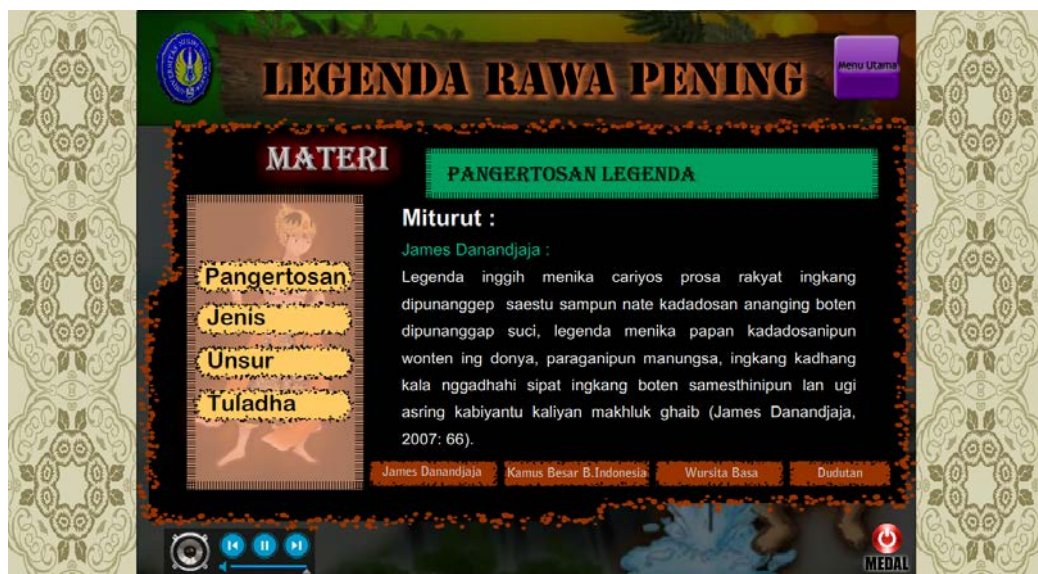 LEGENDA RAWA PENING
Menu Utama
MATERI
PANGERTOSAN LEGENDA
Pangertosan
Jenis
Unsur
Tuladha
Miturut :
James Danandjaja :
Legenda inggih menika cariyos prosa rakyat ingkang
dipunanggep saestu sampun nate kadadosan ananging boten
dipunanggap suci, legenda menika papan kadadosanipun
wonten ing donya, paraganipun manungsa, ingkang kadhang
kala nggadhahi sipat ingkang boten samesthinipun lan ugi
asring kabiyantu kaliyan makhluk ghaib (James Danandjaja,
2007: 66).
James Danandjaja
Kamus Besar B.Indonesia
Wursita Basa
Dudutan
MEDAL